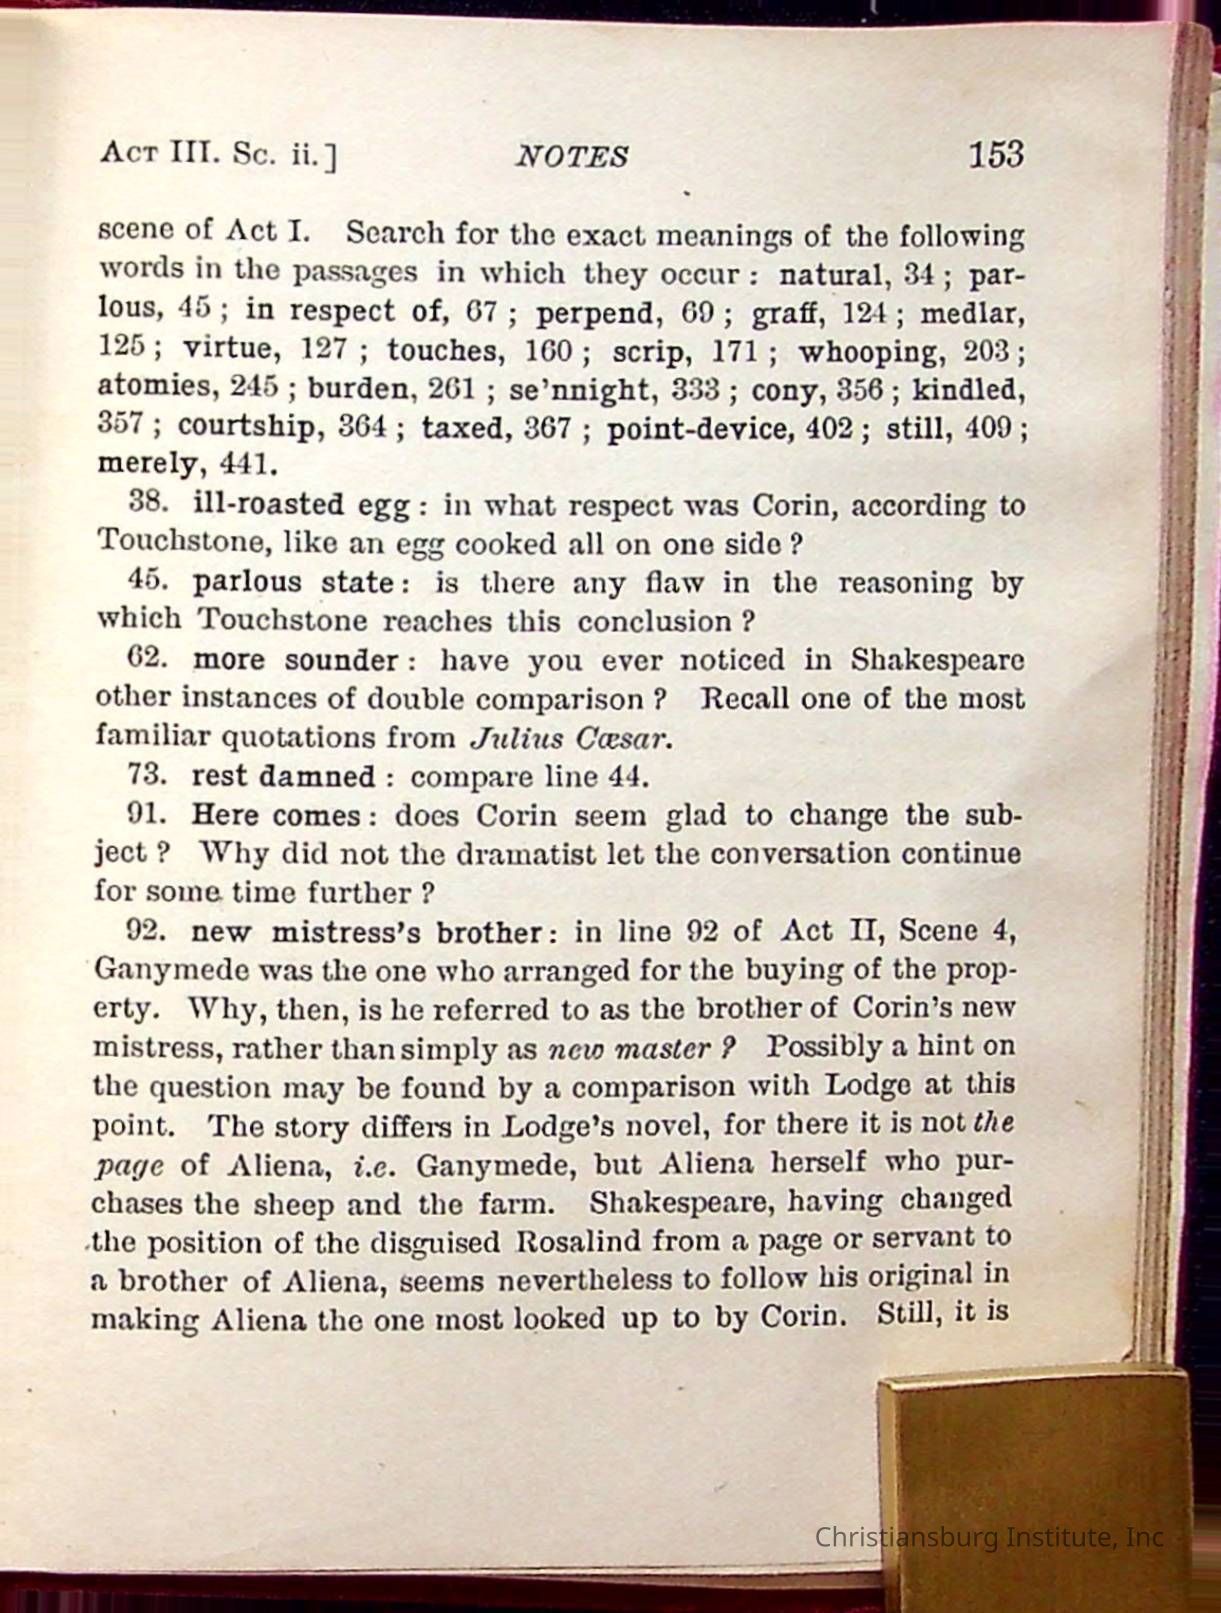 ACT III. Sc. ii.] NOTES 153
scene of Act I. Search for the exact meanings of the following
words in the passages in which they occur : natural, 34 ; par-
lous, 45 ; in respect of, 67 ; perpend, 69 ; graff, 124 ; medlar,
125 ; virtue, 127 ; touches, 160 ; scrip, 171 ; whooping, 203 ;
atomies, 245 ; burden, 261 ; se'nnight, 333 ; cony, 356 ; kindled,
357 ; courtship, 364 ; taxed, 367 ; point-device, 402 ; still, 409 ;
merely, 441.
38. ill-roasted egg : in what respect was Corin, according to
Touchstone, like an egg cooked all on one side ?
45. parlous state : is there any flaw in the reasoning by
which Touchstone reaches this conclusion ?
62. more sounder : have you ever noticed in Shakespeare
other instances of double comparison ? Recall one of the most
familiar quotations from Julius Cæsar.
73. rest damned : compare line 44.
91. Here comes : does Corin seem glad to change the sub-
ject ? Why did not the dramatist let the conversation continue
for some time further ?
92. new mistress's brother : in line 92 of Act II, Scene 4,
Ganymede was the one who arranged for the buying of the prop-
erty. Why, then, is he referred to as the brother of Corin's new
mistress, rather than simply as new master ? Possibly a hint on
the question may be found by a comparison with Lodge at this
point. The story differs in Lodge's novel, for there it is not the
page of Aliena, i.e. Ganymede, but Aliena herself who pur-
chases the sheep and the farm. Shakespeare, having changed
the position of the disguised Rosalind from a page or servant to
a brother of Aliena, seems nevertheless to follow his original in
making Aliena the one most looked up to by Corin. Still, it is
Christiansburg Institute, Inc